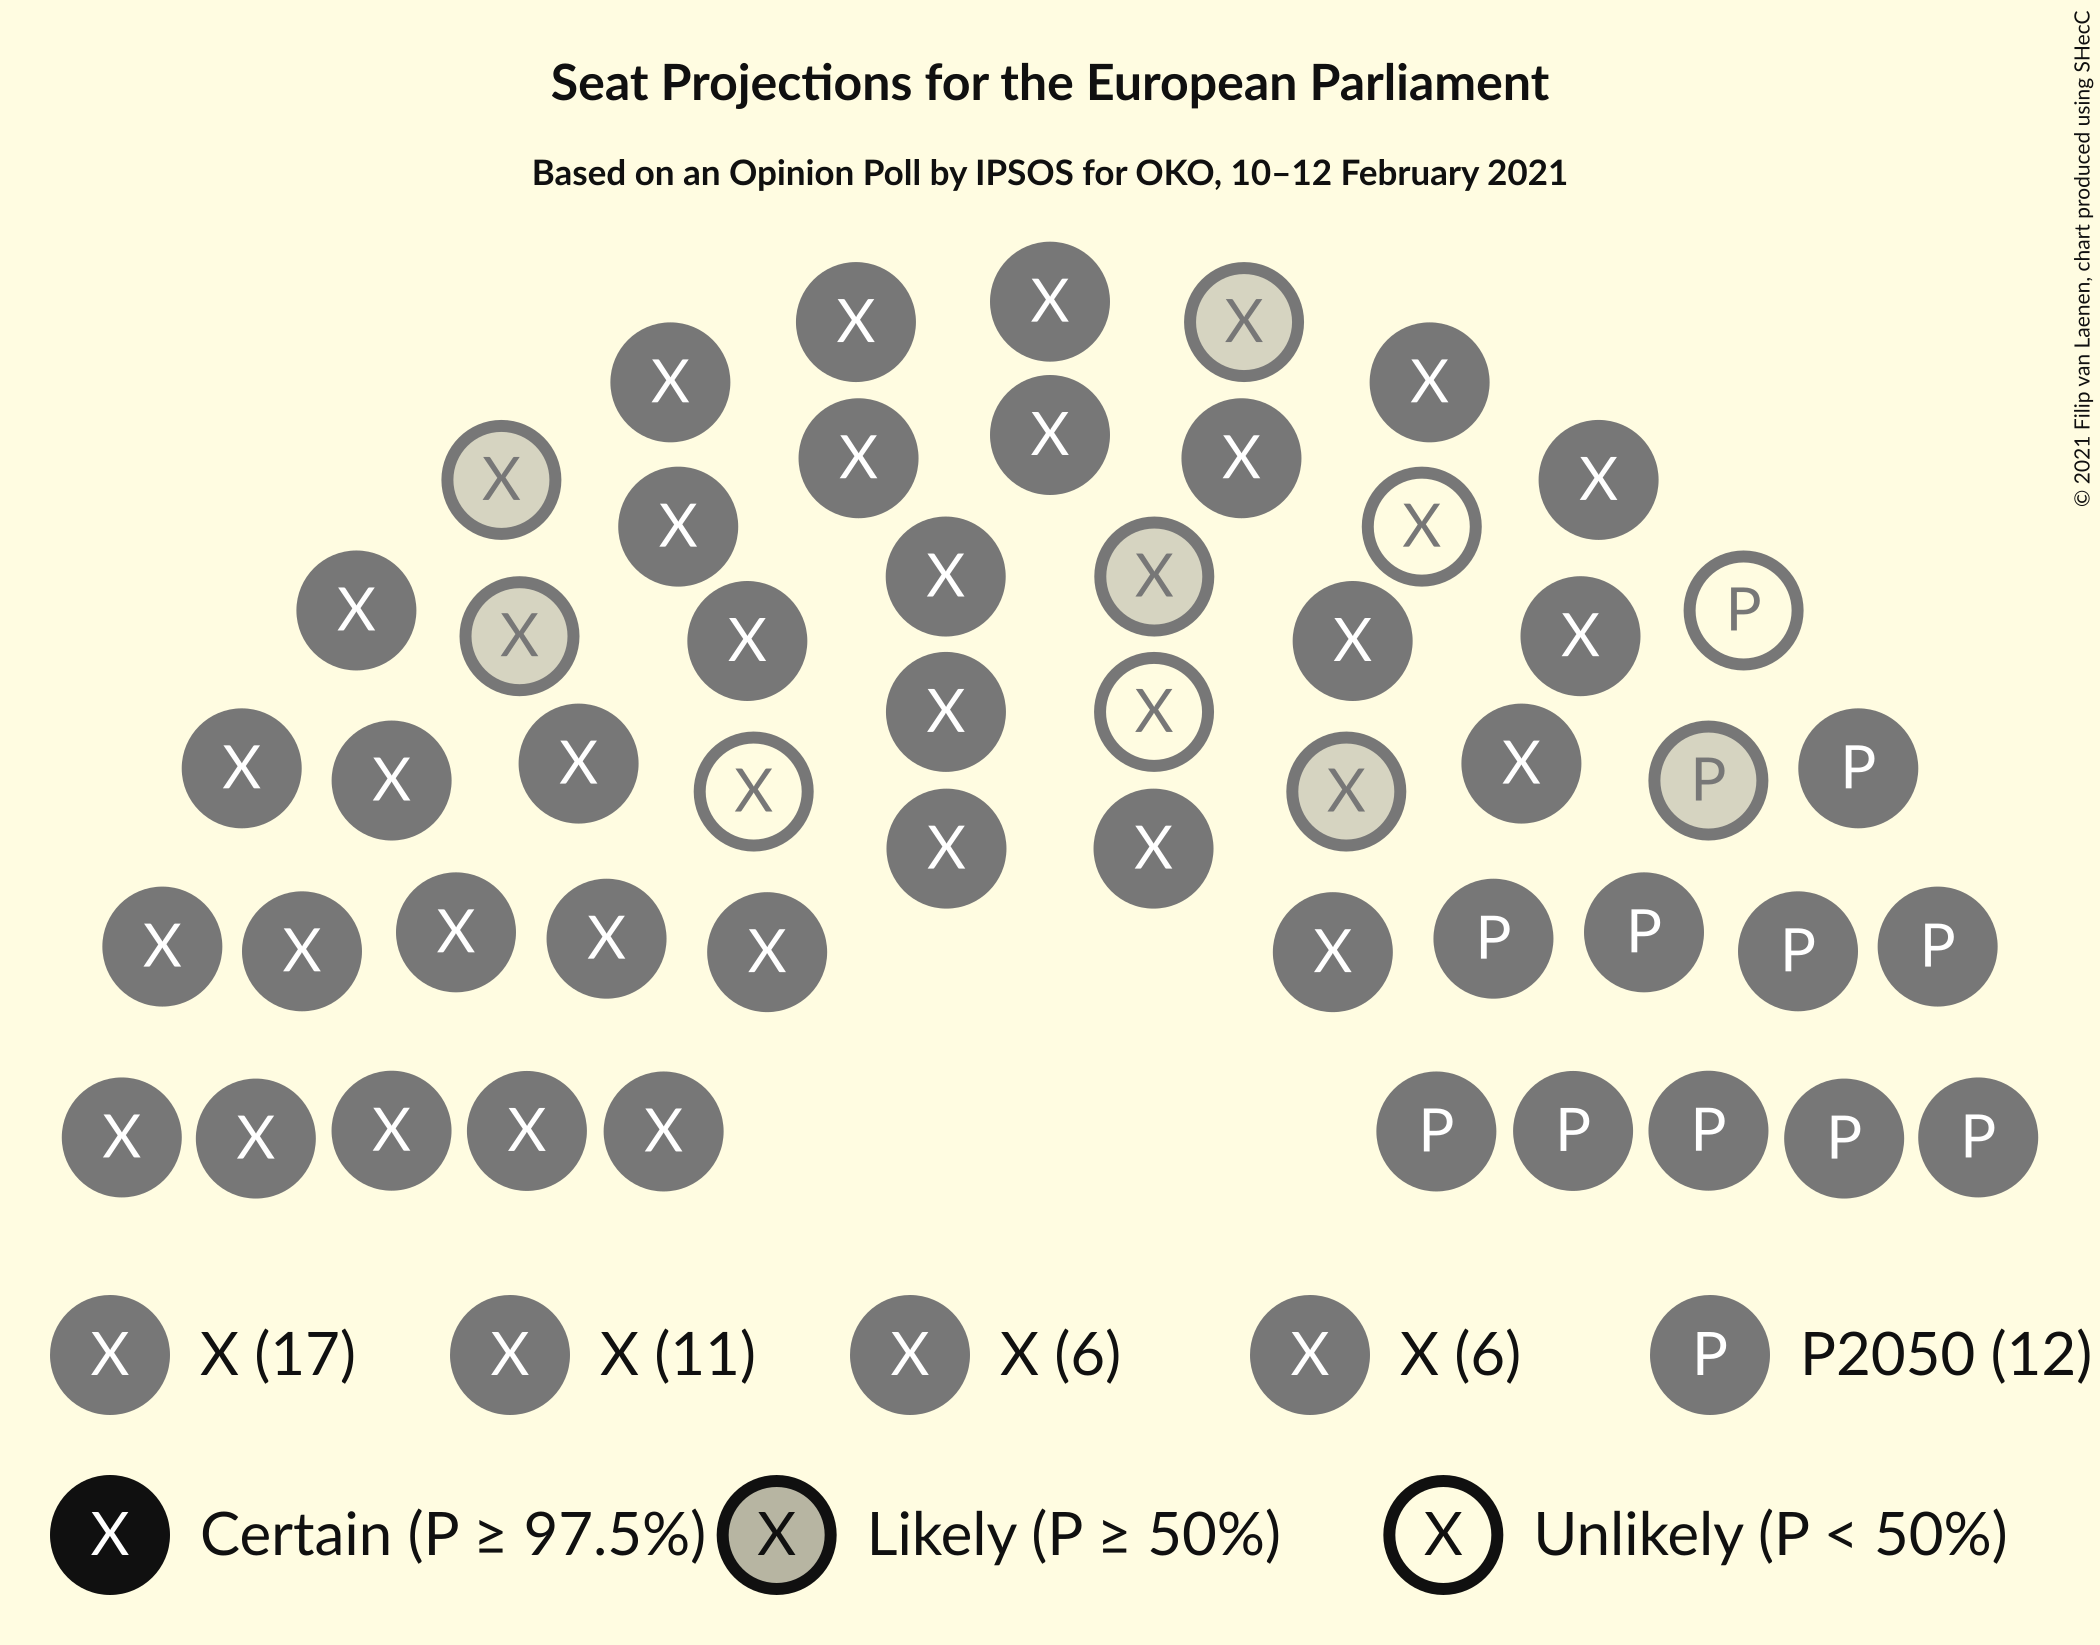 Seat Projections for the European Parliament
Based on an Opinion Poll by IPSOS for OKO, 10–12 February 2021
© 2021 Filip van Laenen, chart produced using SHecC
X
X X
X X
X
X X
X X
X X
X X
X P
X X
X X
X X
X X
X X
X P
X X
X P
X X
X X
X X X X X X P P P P
X X X X X P P P P P
X X (17) X X (11) X X (6) X X (6) P P2050 (12)
X Certain (P ≥ 97.5%) X Likely (P ≥ 50%) X Unlikely (P < 50%)